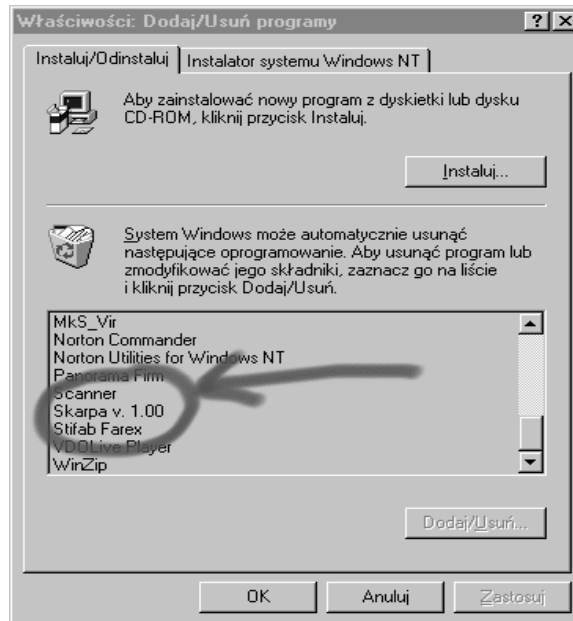 Właściwości: Dodaj/Usuń programy
Instaluj/Odinstaluj
Instalator systemu Windows NT
Aby zainstalować nowy program z dyskietki lub dysku
CD-ROM, kliknij przycisk Instaluj.
Instaluj...
System Windows może automatycznie usunąć
następujące oprogramowanie. Aby usunąć program lub
zmodyfikować jego składniki, zaznacz go na liście
i kliknij przycisk Dodaj/Usuń.
MkS_Vir
Norton Commander
Norton Utilities for Windows NT
Panorama Firm
Scanner
Skarpa v. 1.00
Stifab Farex
VDOLive Player
WinZip
Dodaj/Usuń...
OK
Anuluj
Zastosuj